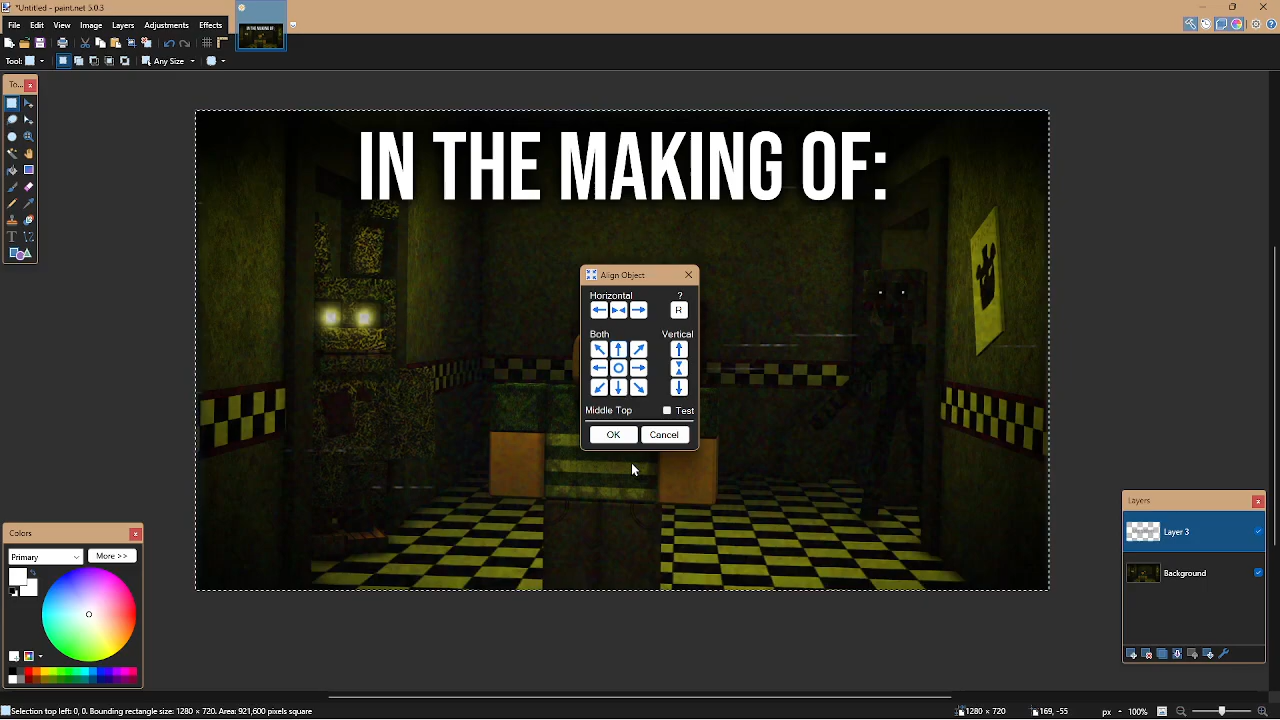 *Untitled - paint.net 5.0.3
File Edit View Image Layers Adjustments Effects
Tool: Any Size
To...
IN THE MAKING OF:
Align Object
Horizontal ?
R
Both Vertical
Middle Top Test
OK Cancel
Layers
Layer 3
Background
Colors
Primary More >>
Selection top left: 0, 0. Bounding rectangle size: 1280 × 720. Area: 921,600 pixels square 1280 × 720 169, -55 px 100%